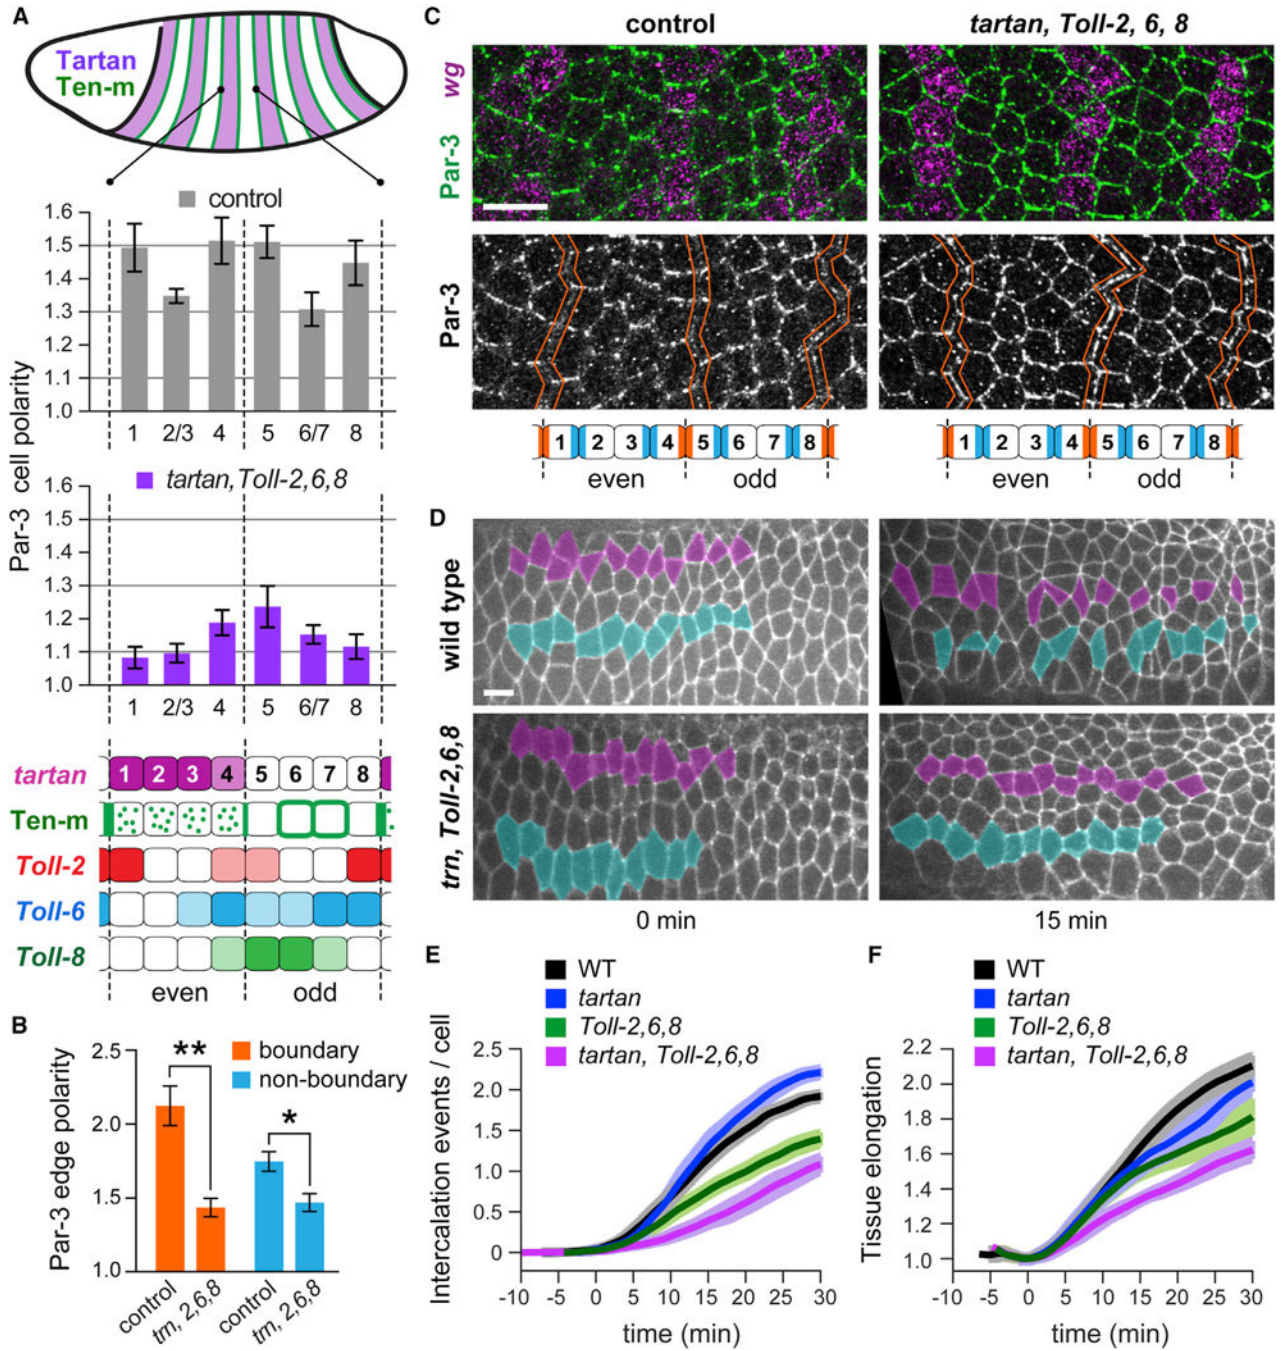 A
Tartan
Ten-m
control
Par-3 cell polarity
1.6
1.5
1.4
1.3
1.2
1.1
1.0
1 2/3 4 5 6/7 8
tartan, Toll-2,6,8
1.6
1.5
1.4
1.3
1.2
1.1
1.0
1 2/3 4 5 6/7 8
tartan 1 2 3 4 5 6 7 8
Ten-m
Toll-2
Toll-6
Toll-8
even odd
B
Par-3 edge polarity
2.5
2.0
1.5
1.0
** *
boundary
non-boundary
control trn, 2,6,8 control trn, 2,6,8
C
control tartan, Toll-2, 6, 8
Par-3 wg
Par-3
1 2 3 4 5 6 7 8 1 2 3 4 5 6 7 8
even odd even odd
D
wild type
trn, Toll-2,6,8
0 min 15 min
E
WT
tartan
Toll-2,6,8
tartan, Toll-2,6,8
Intercalation events / cell
2.5
2.0
1.5
1.0
0.5
0
-10 -5 0 5 10 15 20 25 30
time (min)
F
WT
tartan
Toll-2,6,8
tartan, Toll-2,6,8
Tissue elongation
2.2
2.0
1.8
1.6
1.4
1.2
1.0
-10 -5 0 5 10 15 20 25 30
time (min)